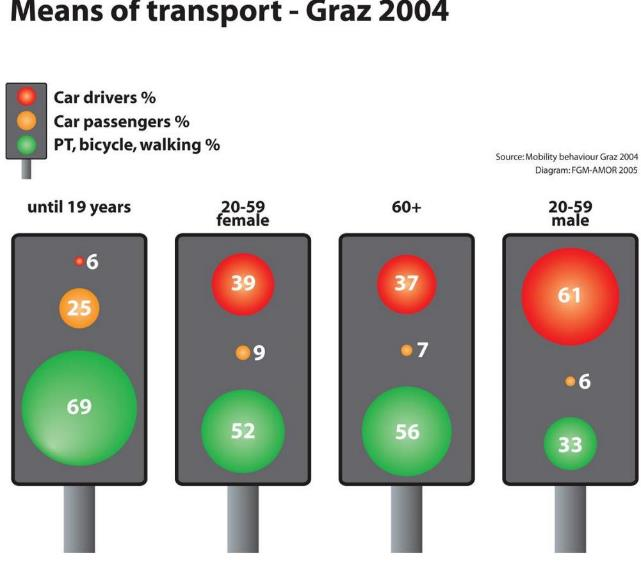 Means of transport - Graz 2004
Car drivers %
Car passengers %
PT, bicycle, walking %
Source: Mobility behaviour Graz 2004
Diagram: FGM-AMOR 2005
until 19 years
20-59
female
60+
20-59
male
6
25
69
39
9
52
37
7
56
61
6
33